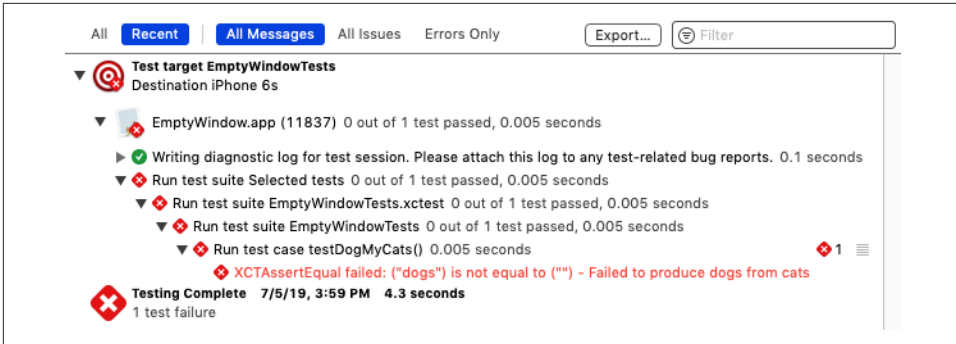 All Recent All Messages All Issues Errors Only Export... Filter
Test target EmptyWindowTests
Destination iPhone 6s
EmptyWindow.app (11837) 0 out of 1 test passed, 0.005 seconds
Writing diagnostic log for test session. Please attach this log to any test-related bug reports. 0.1 seconds
Run test suite Selected tests 0 out of 1 test passed, 0.005 seconds
Run test suite EmptyWindowTests.xctest 0 out of 1 test passed, 0.005 seconds
Run test suite EmptyWindowTests 0 out of 1 test passed, 0.005 seconds
Run test case testDogMyCats() 0.005 seconds 1
XCTAssertEqual failed: ("dogs") is not equal to ("") - Failed to produce dogs from cats
Testing Complete 7/5/19, 3:59 PM 4.3 seconds
1 test failure